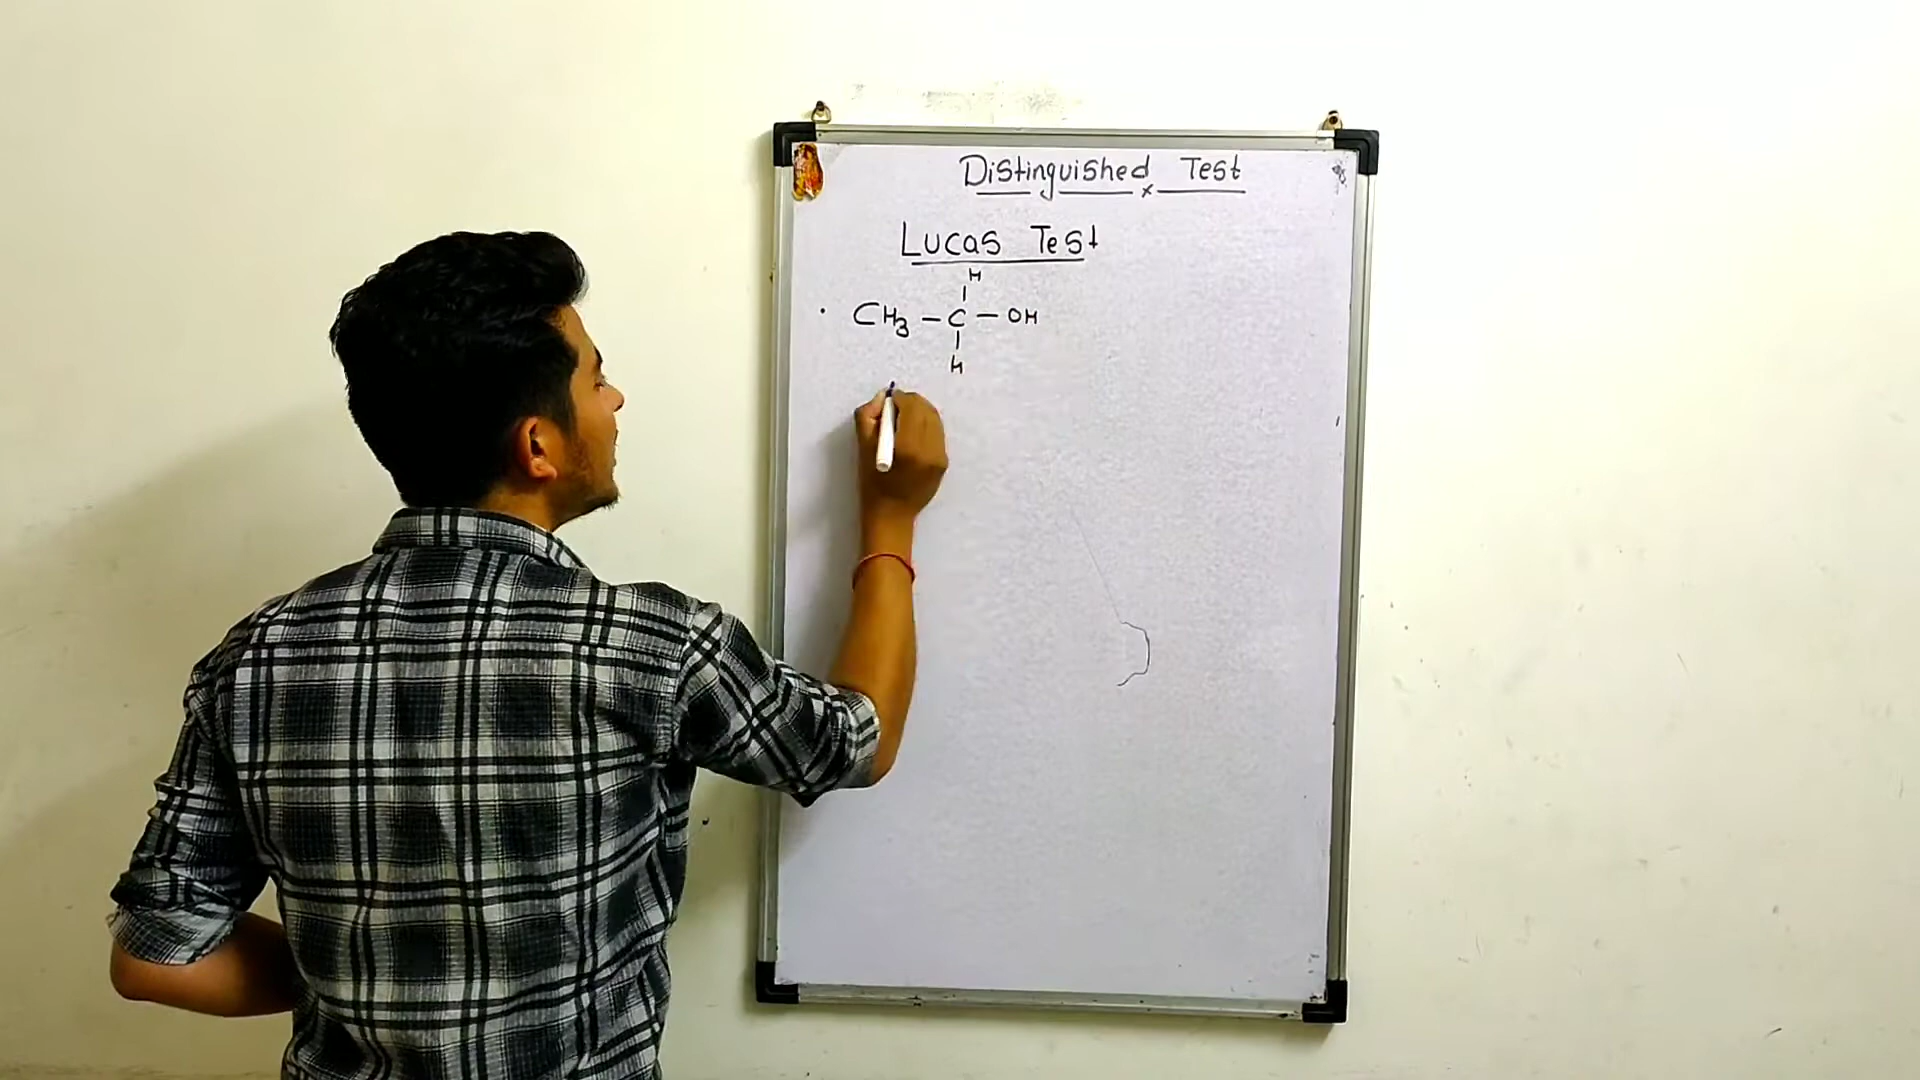 Distinguished Test
x
Lucas Test
H
|
· CH3 – C – OH
|
H